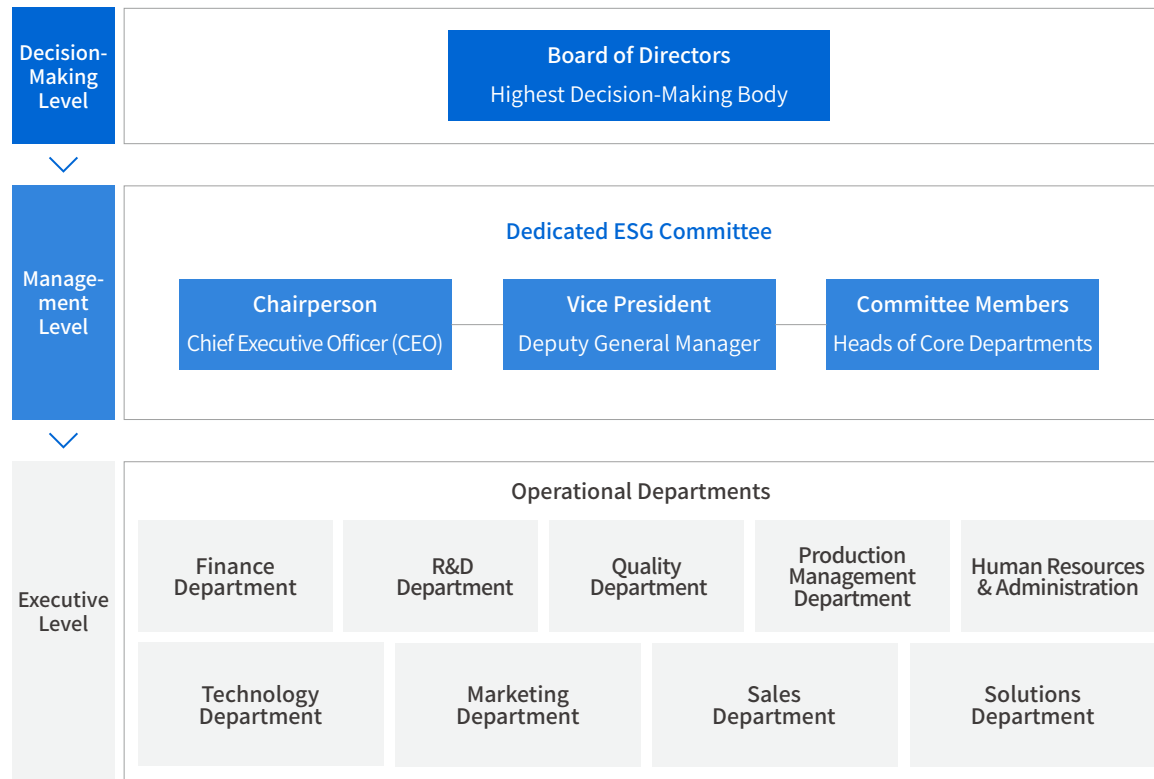 Decision-
Making
Level
Board of Directors
Highest Decision-Making Body
Manage-
ment
Level
Dedicated ESG Committee
Chairperson
Chief Executive Officer (CEO)
Vice President
Deputy General Manager
Committee Members
Heads of Core Departments
Executive
Level
Operational Departments
Finance
Department
R&D
Department
Quality
Department
Production
Management
Department
Human Resources
& Administration
Technology
Department
Marketing
Department
Sales
Department
Solutions
Department